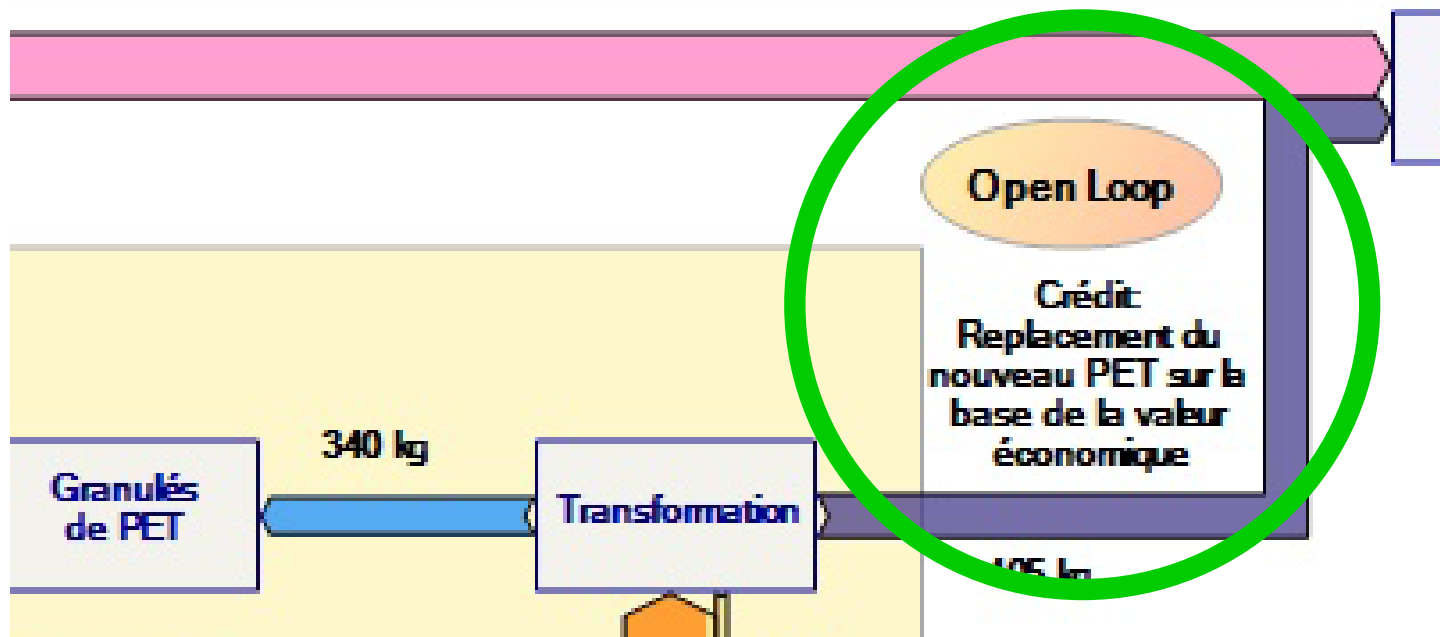 Open Loop
Crédit:
Replacement du
nouveau PET sur la
base de la valeur
économique
340 kg
Granulés
de PET
Transformation
kg